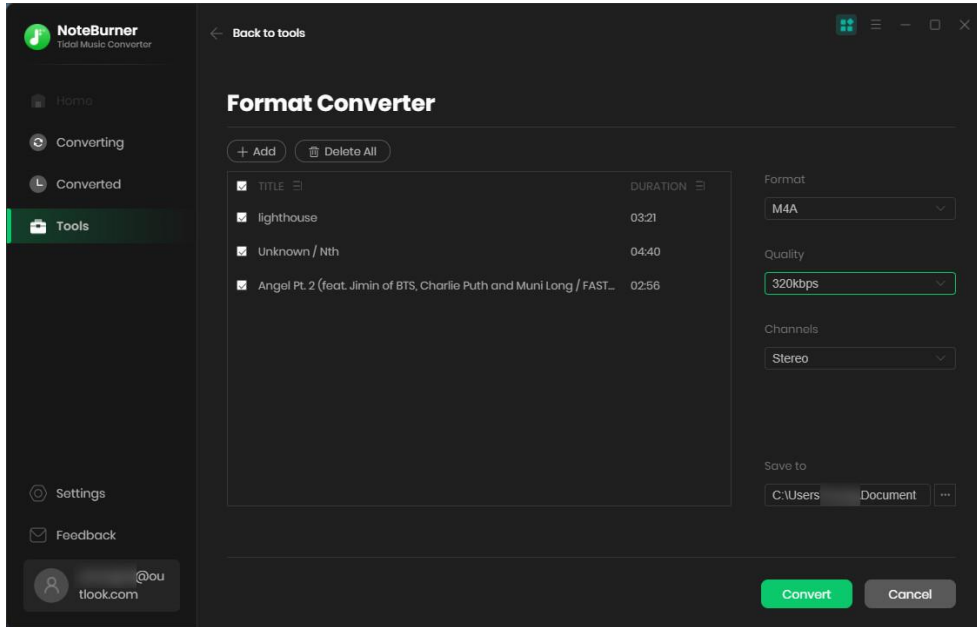 NoteBurner
Tidal Music Converter
Back to tools
Home
Converting
Converted
Tools
Format Converter
+ Add
Delete All
TITLE
DURATION
lighthouse
03:21
Unknown / Nth
04:40
Angel Pt. 2 (feat. Jimin of BTS, Charlie Puth and Muni Long / FAST...
02:56
Format
M4A
Quality
320kbps
Channels
Stereo
Save to
C:\Users
Document
...
Settings
Feedback
@ou
tlook.com
Convert
Cancel